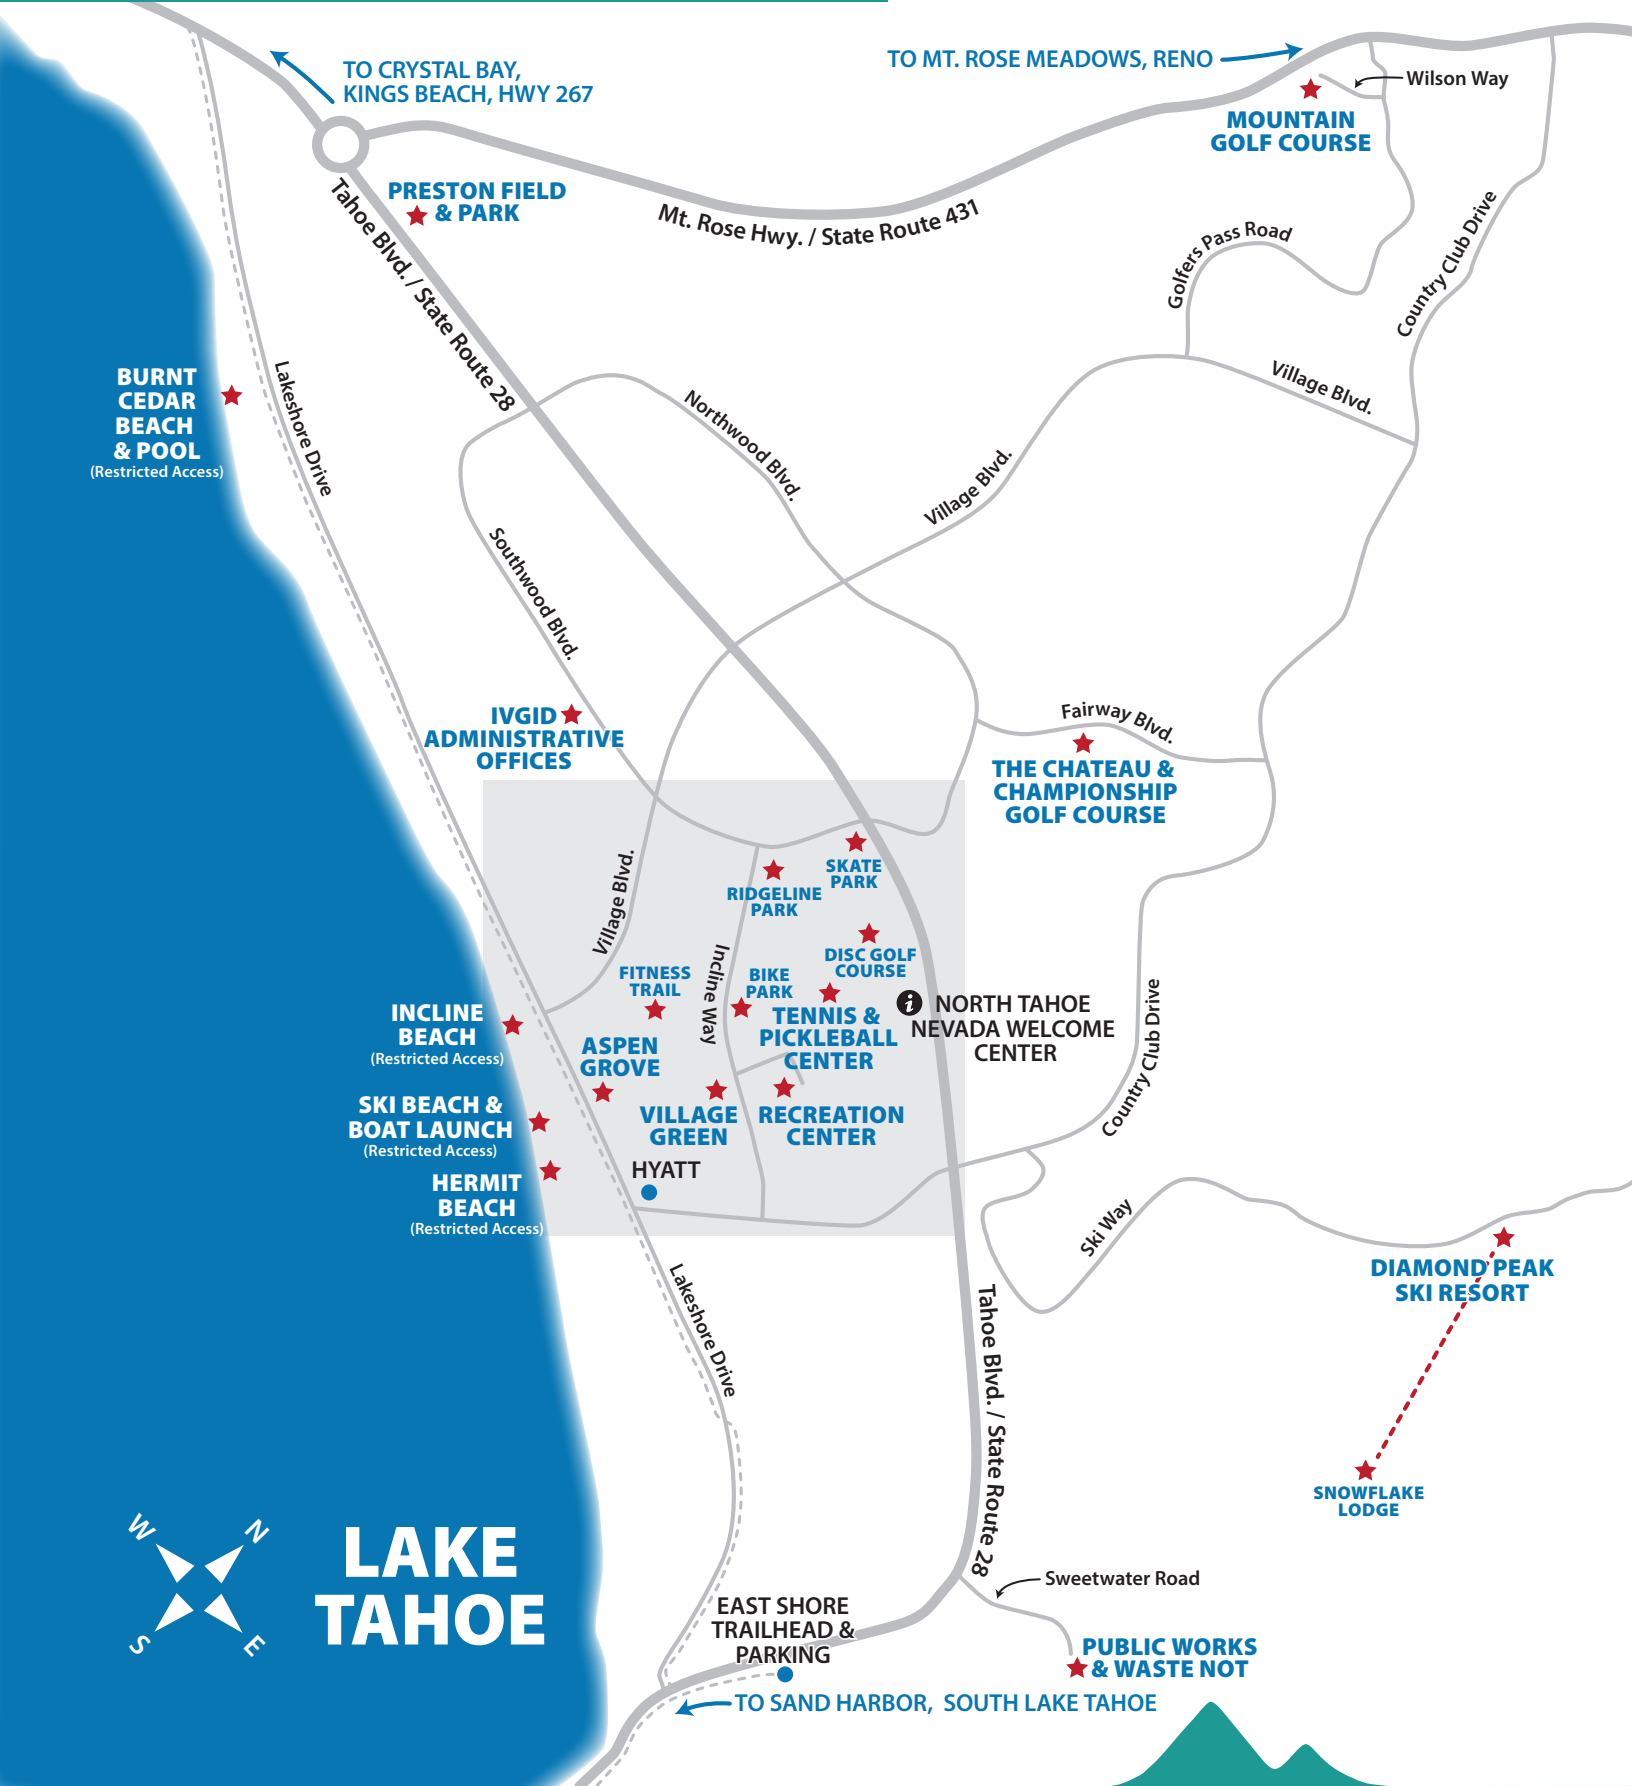 TO CRYSTAL BAY,
KINGS BEACH, HWY 267
TO MT. ROSE MEADOWS, RENO
Wilson Way
MOUNTAIN
GOLF COURSE
PRESTON FIELD
& PARK
Tahoe Blvd. / State Route 28
Mt. Rose Hwy. / State Route 431
Golfers Pass Road
Country Club Drive
Village Blvd.
BURNT
CEDAR
BEACH
& POOL
(Restricted Access)
Lakeshore Drive
Northwood Blvd.
Village Blvd.
Southwood Blvd.
IVGID
ADMINISTRATIVE
OFFICES
Fairway Blvd.
THE CHATEAU &
CHAMPIONSHIP
GOLF COURSE
SKATE
PARK
RIDGELINE
PARK
Village Blvd.
Incline Way
DISC GOLF
COURSE
FITNESS
TRAIL
BIKE
PARK
TENNIS &
PICKLEBALL
CENTER
i
NORTH TAHOE
NEVADA WELCOME
CENTER
INCLINE
BEACH
(Restricted Access)
ASPEN
GROVE
Country Club Drive
SKI BEACH &
BOAT LAUNCH
(Restricted Access)
VILLAGE
GREEN
RECREATION
CENTER
HYATT
HERMIT
BEACH
(Restricted Access)
Ski Way
DIAMOND PEAK
SKI RESORT
Lakeshore Drive
Tahoe Blvd. / State Route 28
SNOWFLAKE
LODGE
W
N
S
E
LAKE
TAHOE
Sweetwater Road
EAST SHORE
TRAILHEAD &
PARKING
PUBLIC WORKS
& WASTE NOT
TO SAND HARBOR, SOUTH LAKE TAHOE